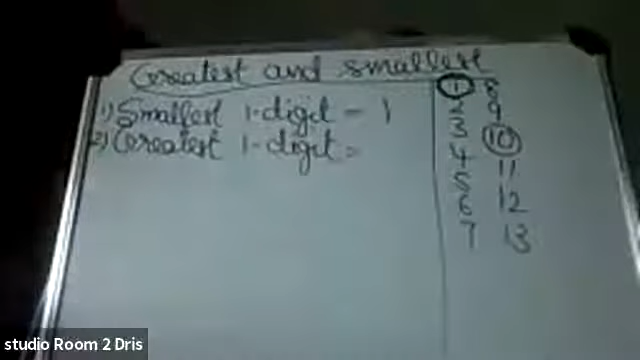 Greatest and smallest
1) Smallest 1-digit - 1
2) Greatest 1-digit =
1 8
2 9
3 10
4 11
5 12
6 13
7
studio Room 2 Dris